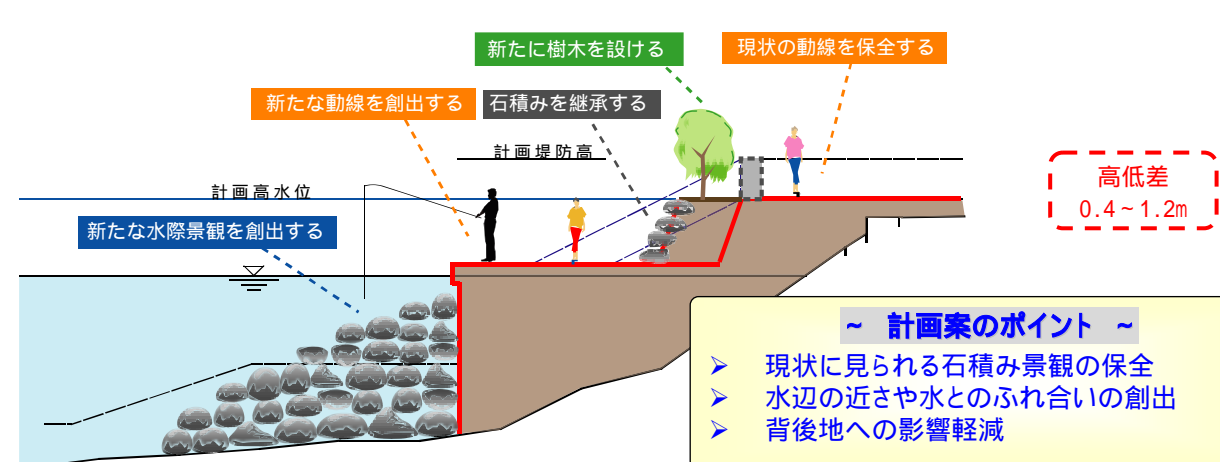 新たに樹木を設ける
現状の動線を保全する
新たな動線を創出する
石積みを継承する
計画堤防高
計画高水位
新たな水際景観を創出する
高低差
0.4~1.2m
~ 計画案のポイント ~
➢ 現状に見られる石積み景観の保全
➢ 水辺の近さや水とのふれ合いの創出
➢ 背後地への影響軽減